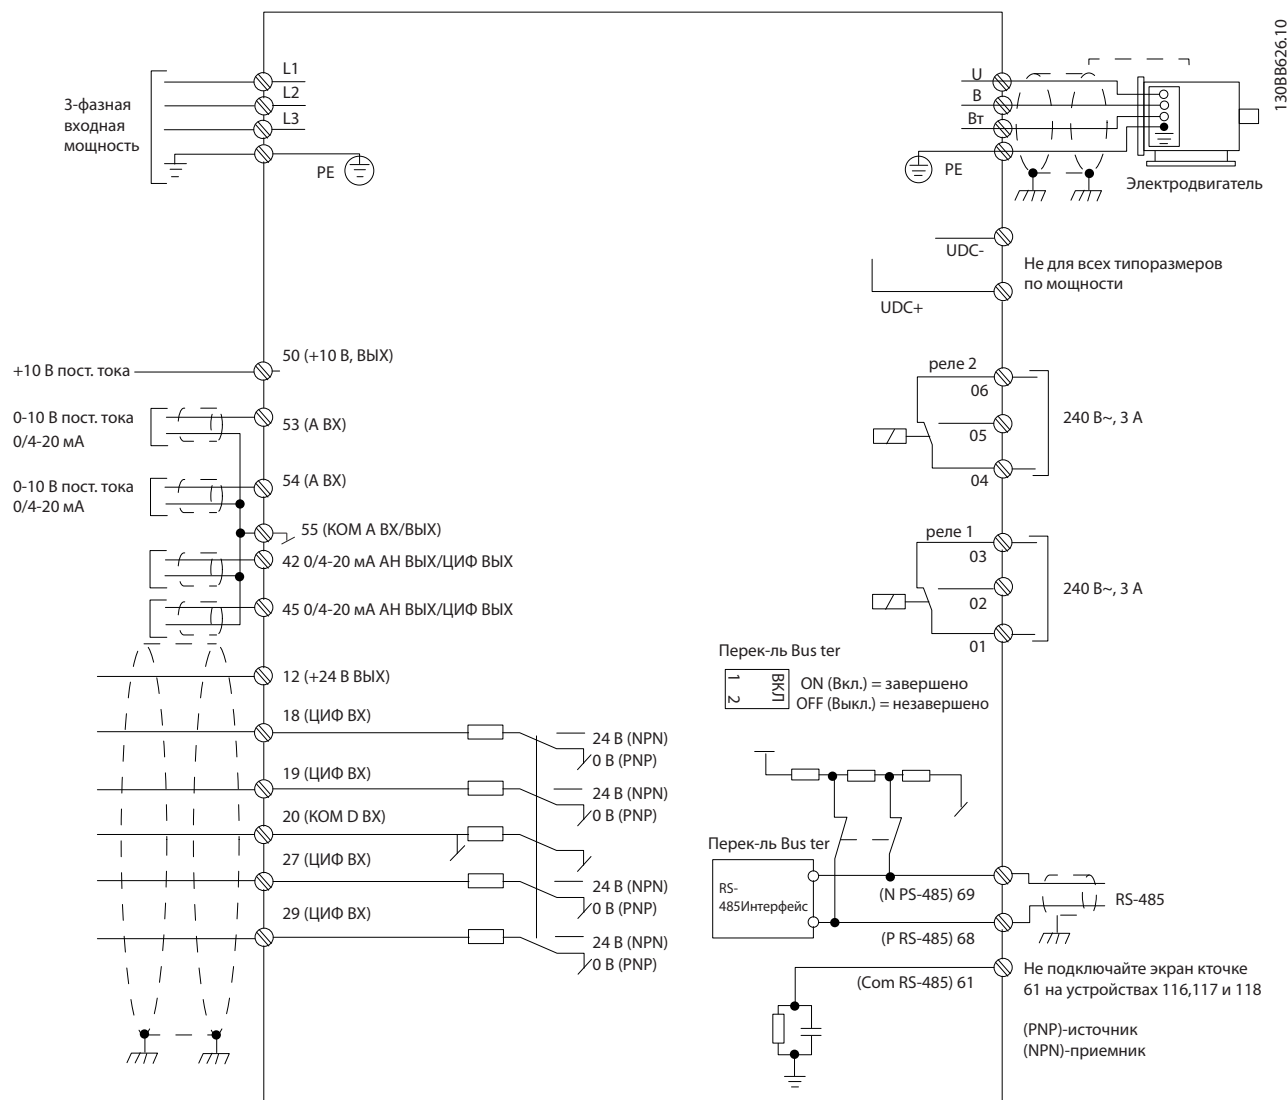 130BB626.10
3-фазная
входная
мощность
L1
L2
L3
PE
U
В
Вт
PE
Электродвигатель
UDC-
UDC+
Не для всех типоразмеров
по мощности
+10 В пост. тока
50 (+10 В, ВЫХ)
0-10 В пост. тока
0/4-20 мА
53 (А ВХ)
0-10 В пост. тока
0/4-20 мА
54 (А ВХ)
55 (КОМ А ВХ/ВЫХ)
42 0/4-20 мА АН ВЫХ/ЦИФ ВЫХ
45 0/4-20 мА АН ВЫХ/ЦИФ ВЫХ
12 (+24 В ВЫХ)
18 (ЦИФ ВХ)
24 В (NPN)
0 В (PNP)
19 (ЦИФ ВХ)
24 В (NPN)
0 В (PNP)
20 (КОМ D ВХ)
27 (ЦИФ ВХ)
24 В (NPN)
0 В (PNP)
29 (ЦИФ ВХ)
24 В (NPN)
0 В (PNP)
реле 2
06
05
04
240 В~, 3 А
реле 1
03
02
01
240 В~, 3 А
Перек-ль Bus ter
1
2
ВКЛ
ON (Вкл.) = завершено
OFF (Выкл.) = незавершено
Перек-ль Bus ter
RS-
485Интерфейс
(N PS-485) 69
(P RS-485) 68
RS-485
(Com RS-485) 61
Не подключайте экран кточке
61 на устройствах 116,117 и 118
(PNP)-источник
(NPN)-приемник